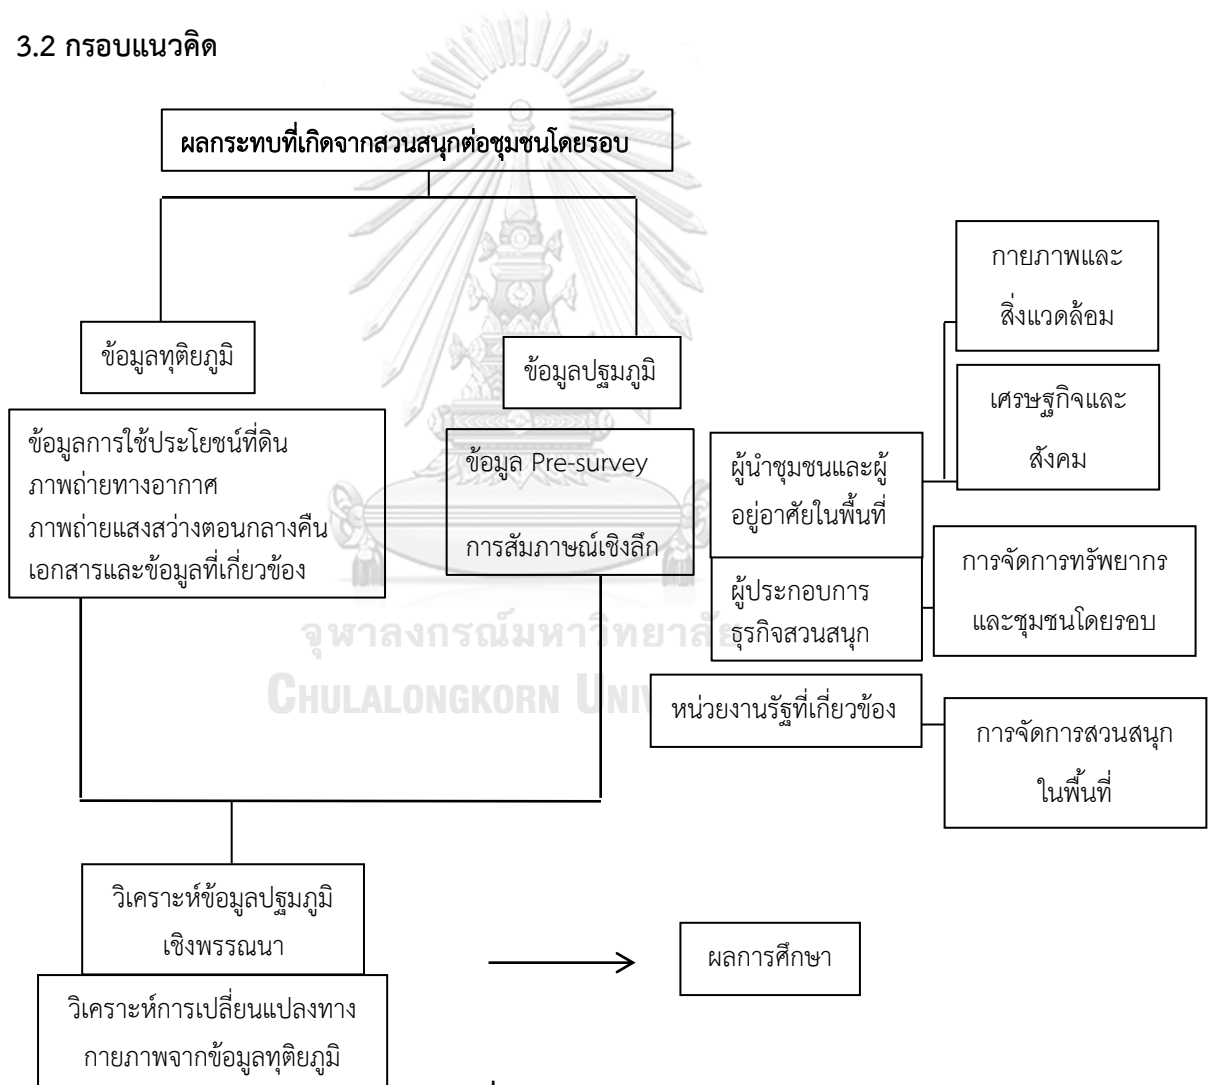 3.2 กรอบแนวคิด
ผลกระทบที่เกิดจากสวนสนุกต่อชุมชนโดยรอบ
ข้อมูลทุติยภูมิ
ข้อมูลการใช้ประโยชน์ที่ดิน
ภาพถ่ายทางอากาศ
ภาพถ่ายแสงสว่างตอนกลางคืน
เอกสารและข้อมูลที่เกี่ยวข้อง
ข้อมูลปฐมภูมิ
ข้อมูล Pre-survey
การสัมภาษณ์เชิงลึก
ผู้นำชุมชนและผู้
อยู่อาศัยในพื้นที่
ผู้ประกอบการ
ธุรกิจสวนสนุก
หน่วยงานรัฐที่เกี่ยวข้อง
กายภาพและ
สิ่งแวดล้อม
เศรษฐกิจและ
สังคม
การจัดการทรัพยากร
และชุมชนโดยรอบ
การจัดการสวนสนุก
ในพื้นที่
จุฬาลงกรณ์มหาวิทยาลัย
CHULALONGKORN UNI
วิเคราะห์ข้อมูลปฐมภูมิ
เชิงพรรณนา
วิเคราะห์การเปลี่ยนแปลงทาง
กายภาพจากข้อมูลทุติยภูมิ
ผลการศึกษา